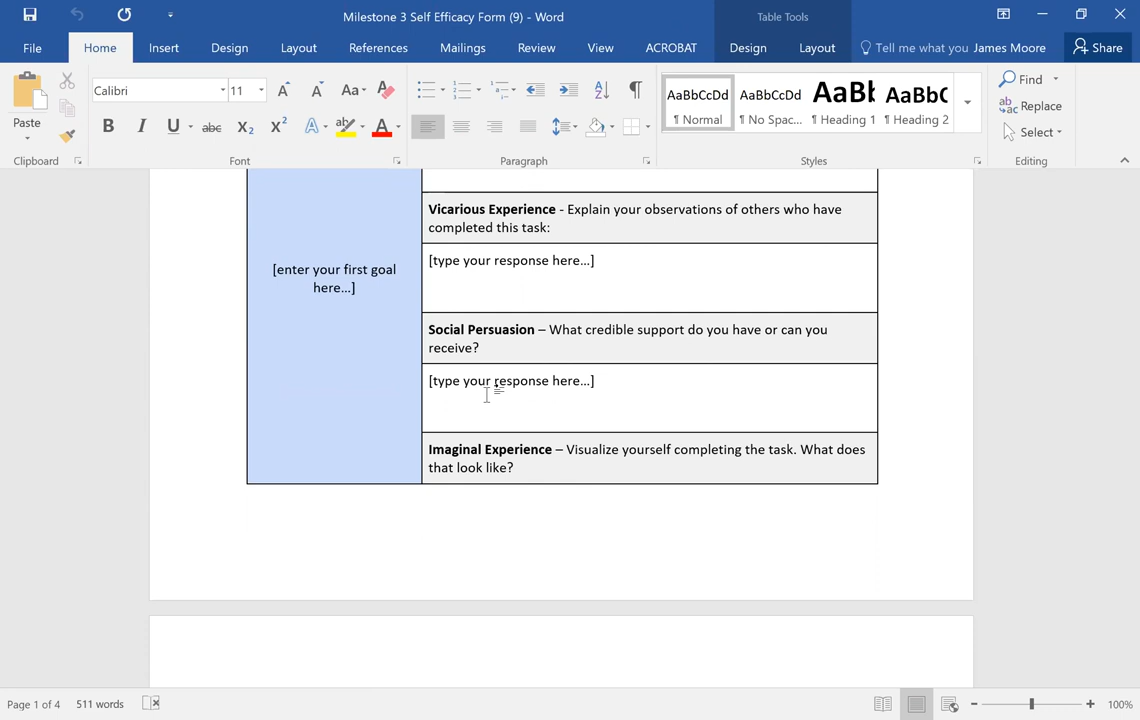 Milestone 3 Self Efficacy Form (9) - Word
Table Tools
File
Home
Insert
Design
Layout
References
Mailings
Review
View
ACROBAT
Design
Layout
Tell me what you
James Moore
Share
Paste
Calibri
11
Aa
B I U abc X2 X2
A
AaBbCcDd
¶ Normal
AaBbCcDd
¶ No Spac...
AaBb
Heading 1
AaBbC
Heading 2
Find
Replace
Select
Clipboard
Font
Paragraph
Styles
Editing
[enter your first goal
here...]
Vicarious Experience - Explain your observations of others who have
completed this task:
[type your response here...]
Social Persuasion – What credible support do you have or can you
receive?
[type your response here...]
Imaginal Experience – Visualize yourself completing the task. What does
that look like?
Page 1 of 4
511 words
100%